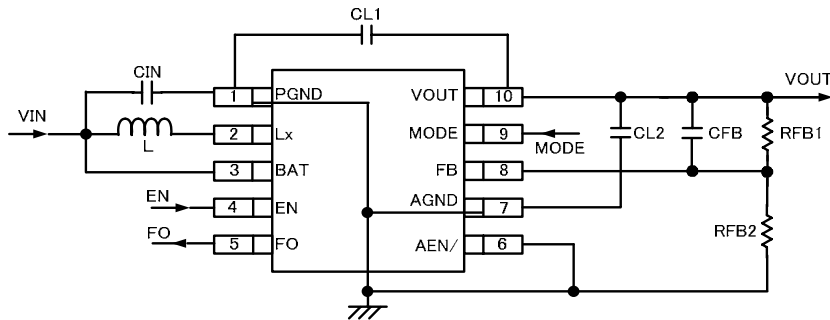 CL1
CIN
1 PGND
VOUT 10
VOUT
VIN
L
2 Lx
MODE 9
MODE
CL2
CFB
RFB1
3 BAT
FB 8
EN
4 EN
AGND 7
FO
5 FO
AEN/ 6
RFB2